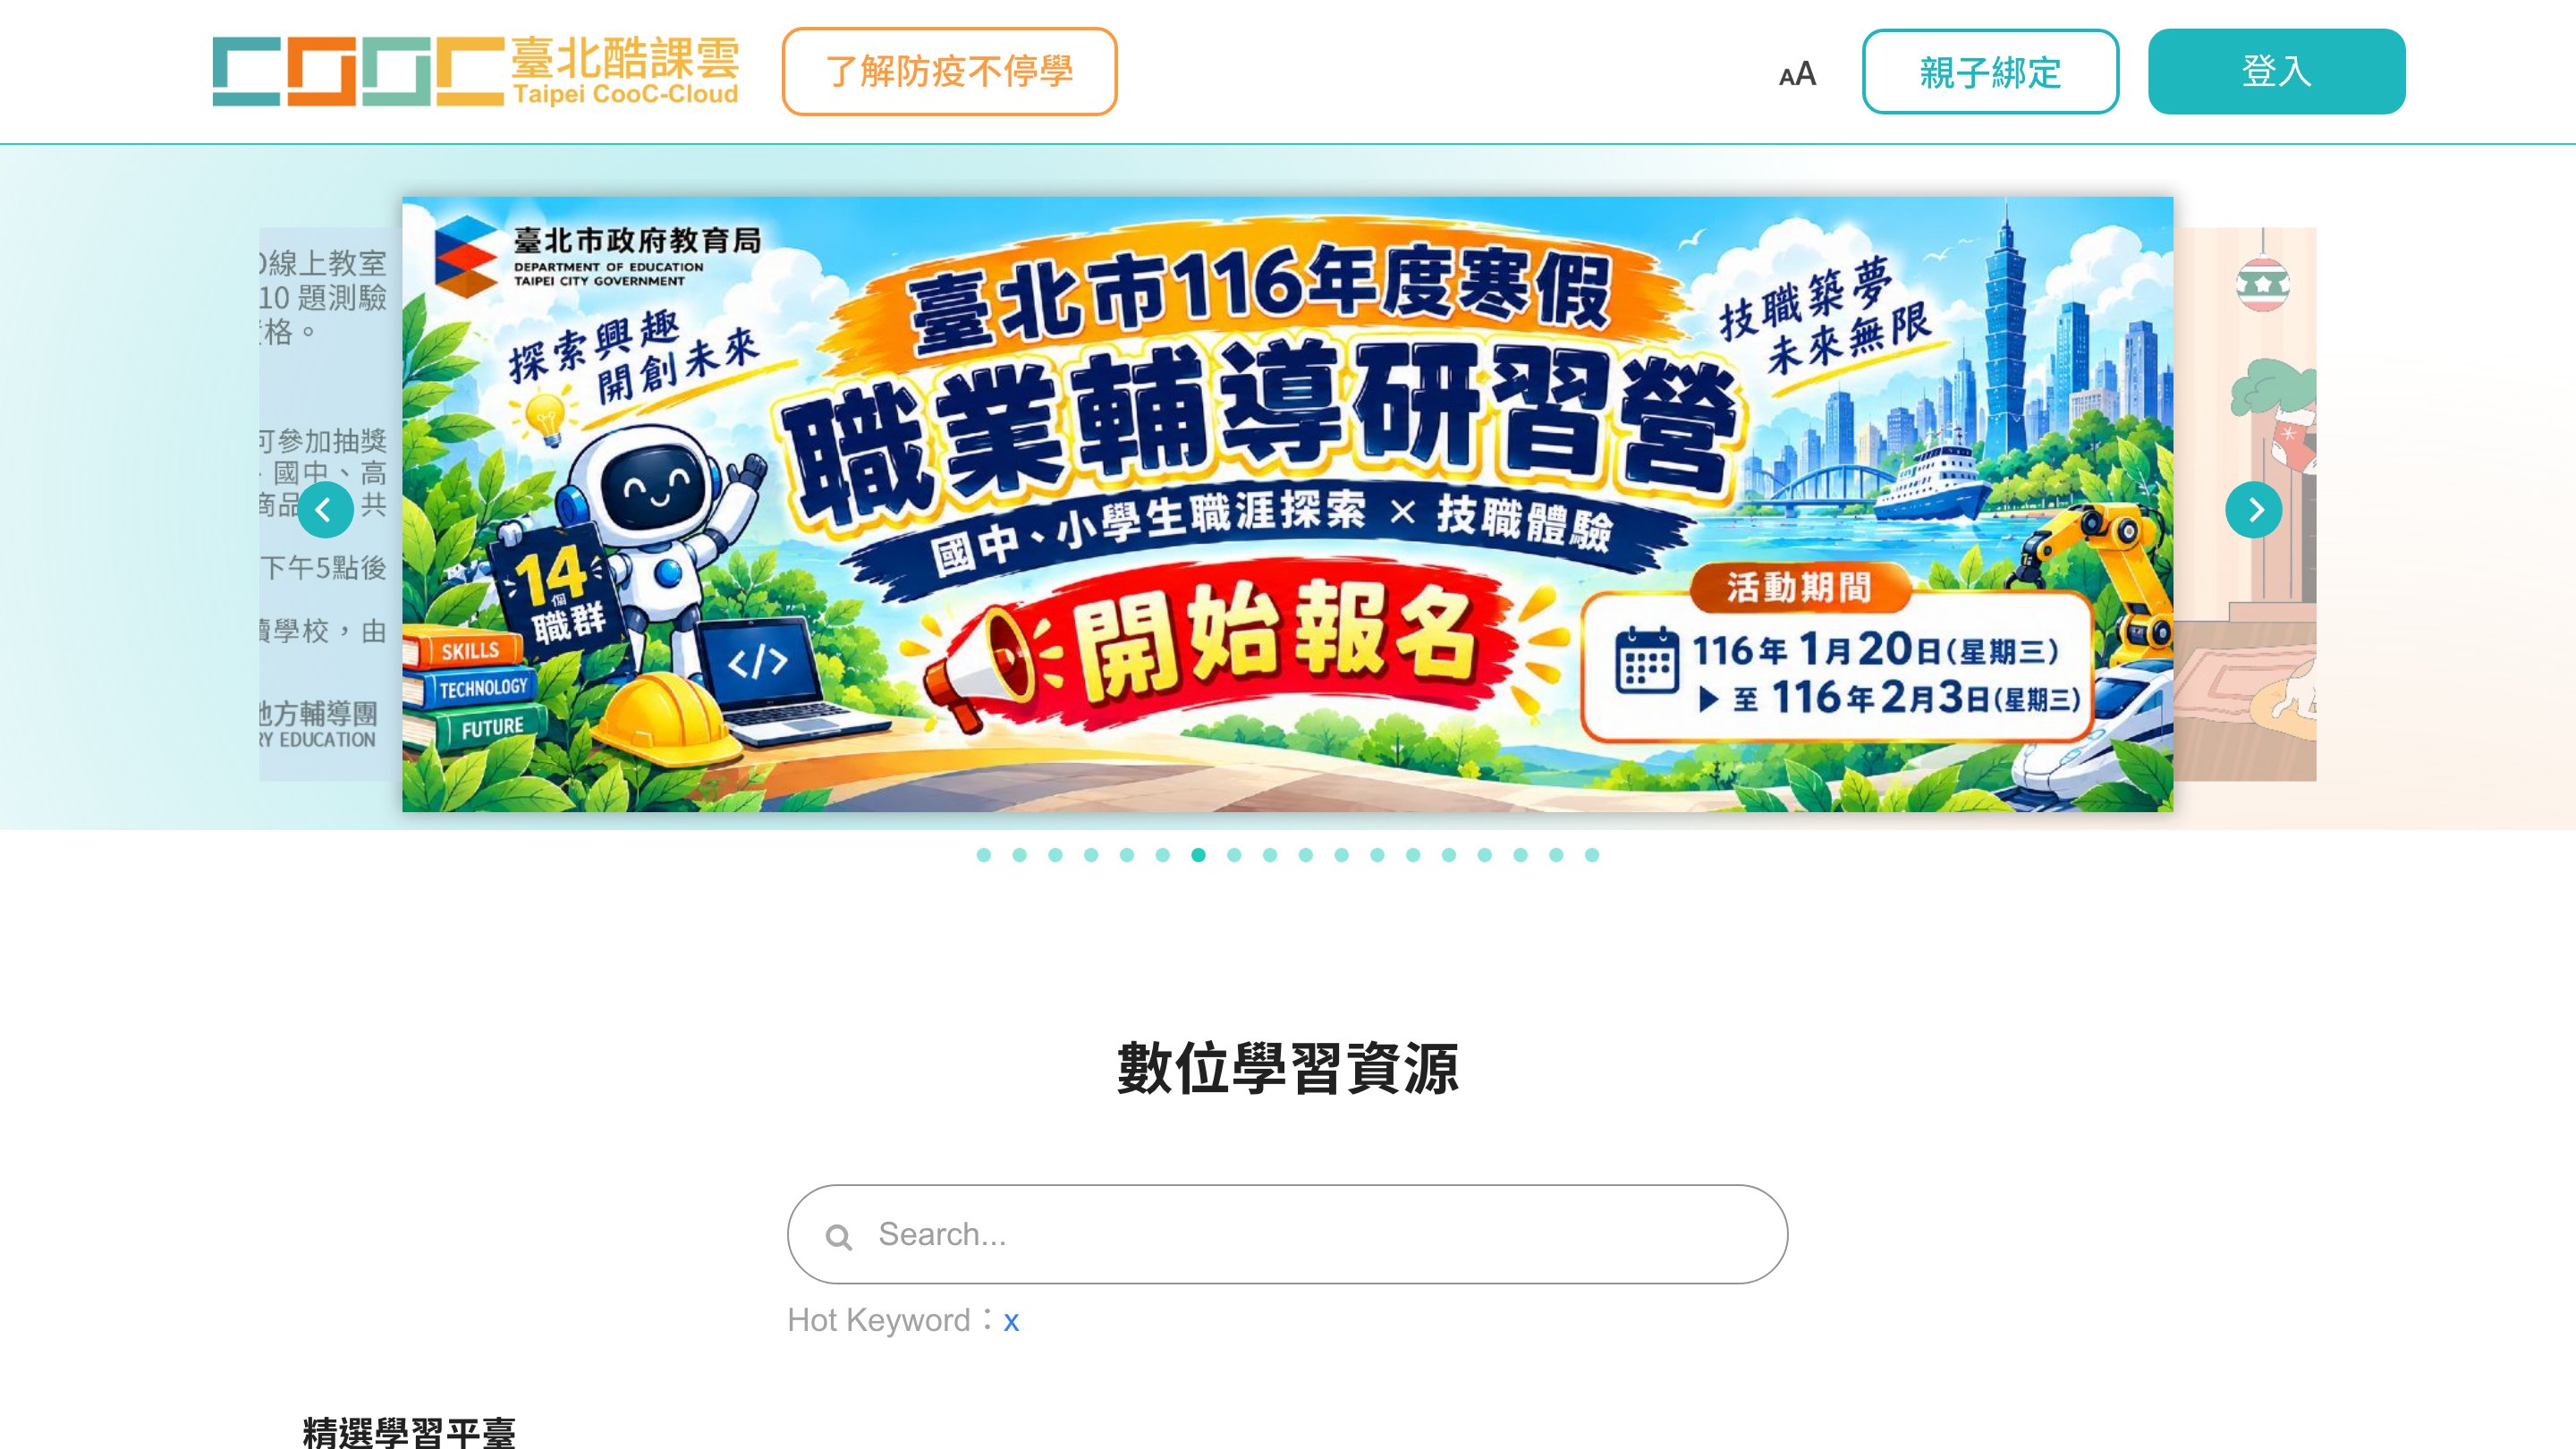 臺北酷課雲
Taipei CooC-Cloud
了解防疫不停學
AA
親子綁定
登入
線上教室
10 題測驗
格。
可參加抽獎
國中、高
商品
共
下午5點後
學校，由
地方輔導團
RY EDUCATION
臺北市政府教育局
DEPARTMENT OF EDUCATION
TAIPEI CITY GOVERNMENT
探索興趣
開創未來
臺北市116年度寒假
職業輔導研習營
國中、小學生職涯探索 × 技職體驗
開始報名
技職築夢
未來無限
14
個
職群
</>
SKILLS
TECHNOLOGY
FUTURE
活動期間
116年 1月20日(星期三)
▶ 至 116年2月3日(星期三)
數位學習資源
Search...
Hot Keyword：x
精選學習平臺